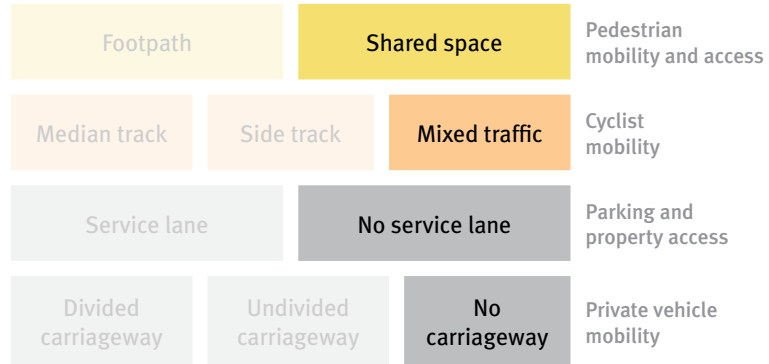 Footpath
Shared space
Pedestrian
mobility and access
Median track
Side track
Mixed traffic
Cyclist
mobility
Service lane
No service lane
Parking and
property access
Divided
carriageway
Undivided
carriageway
No
carriageway
Private vehicle
mobility